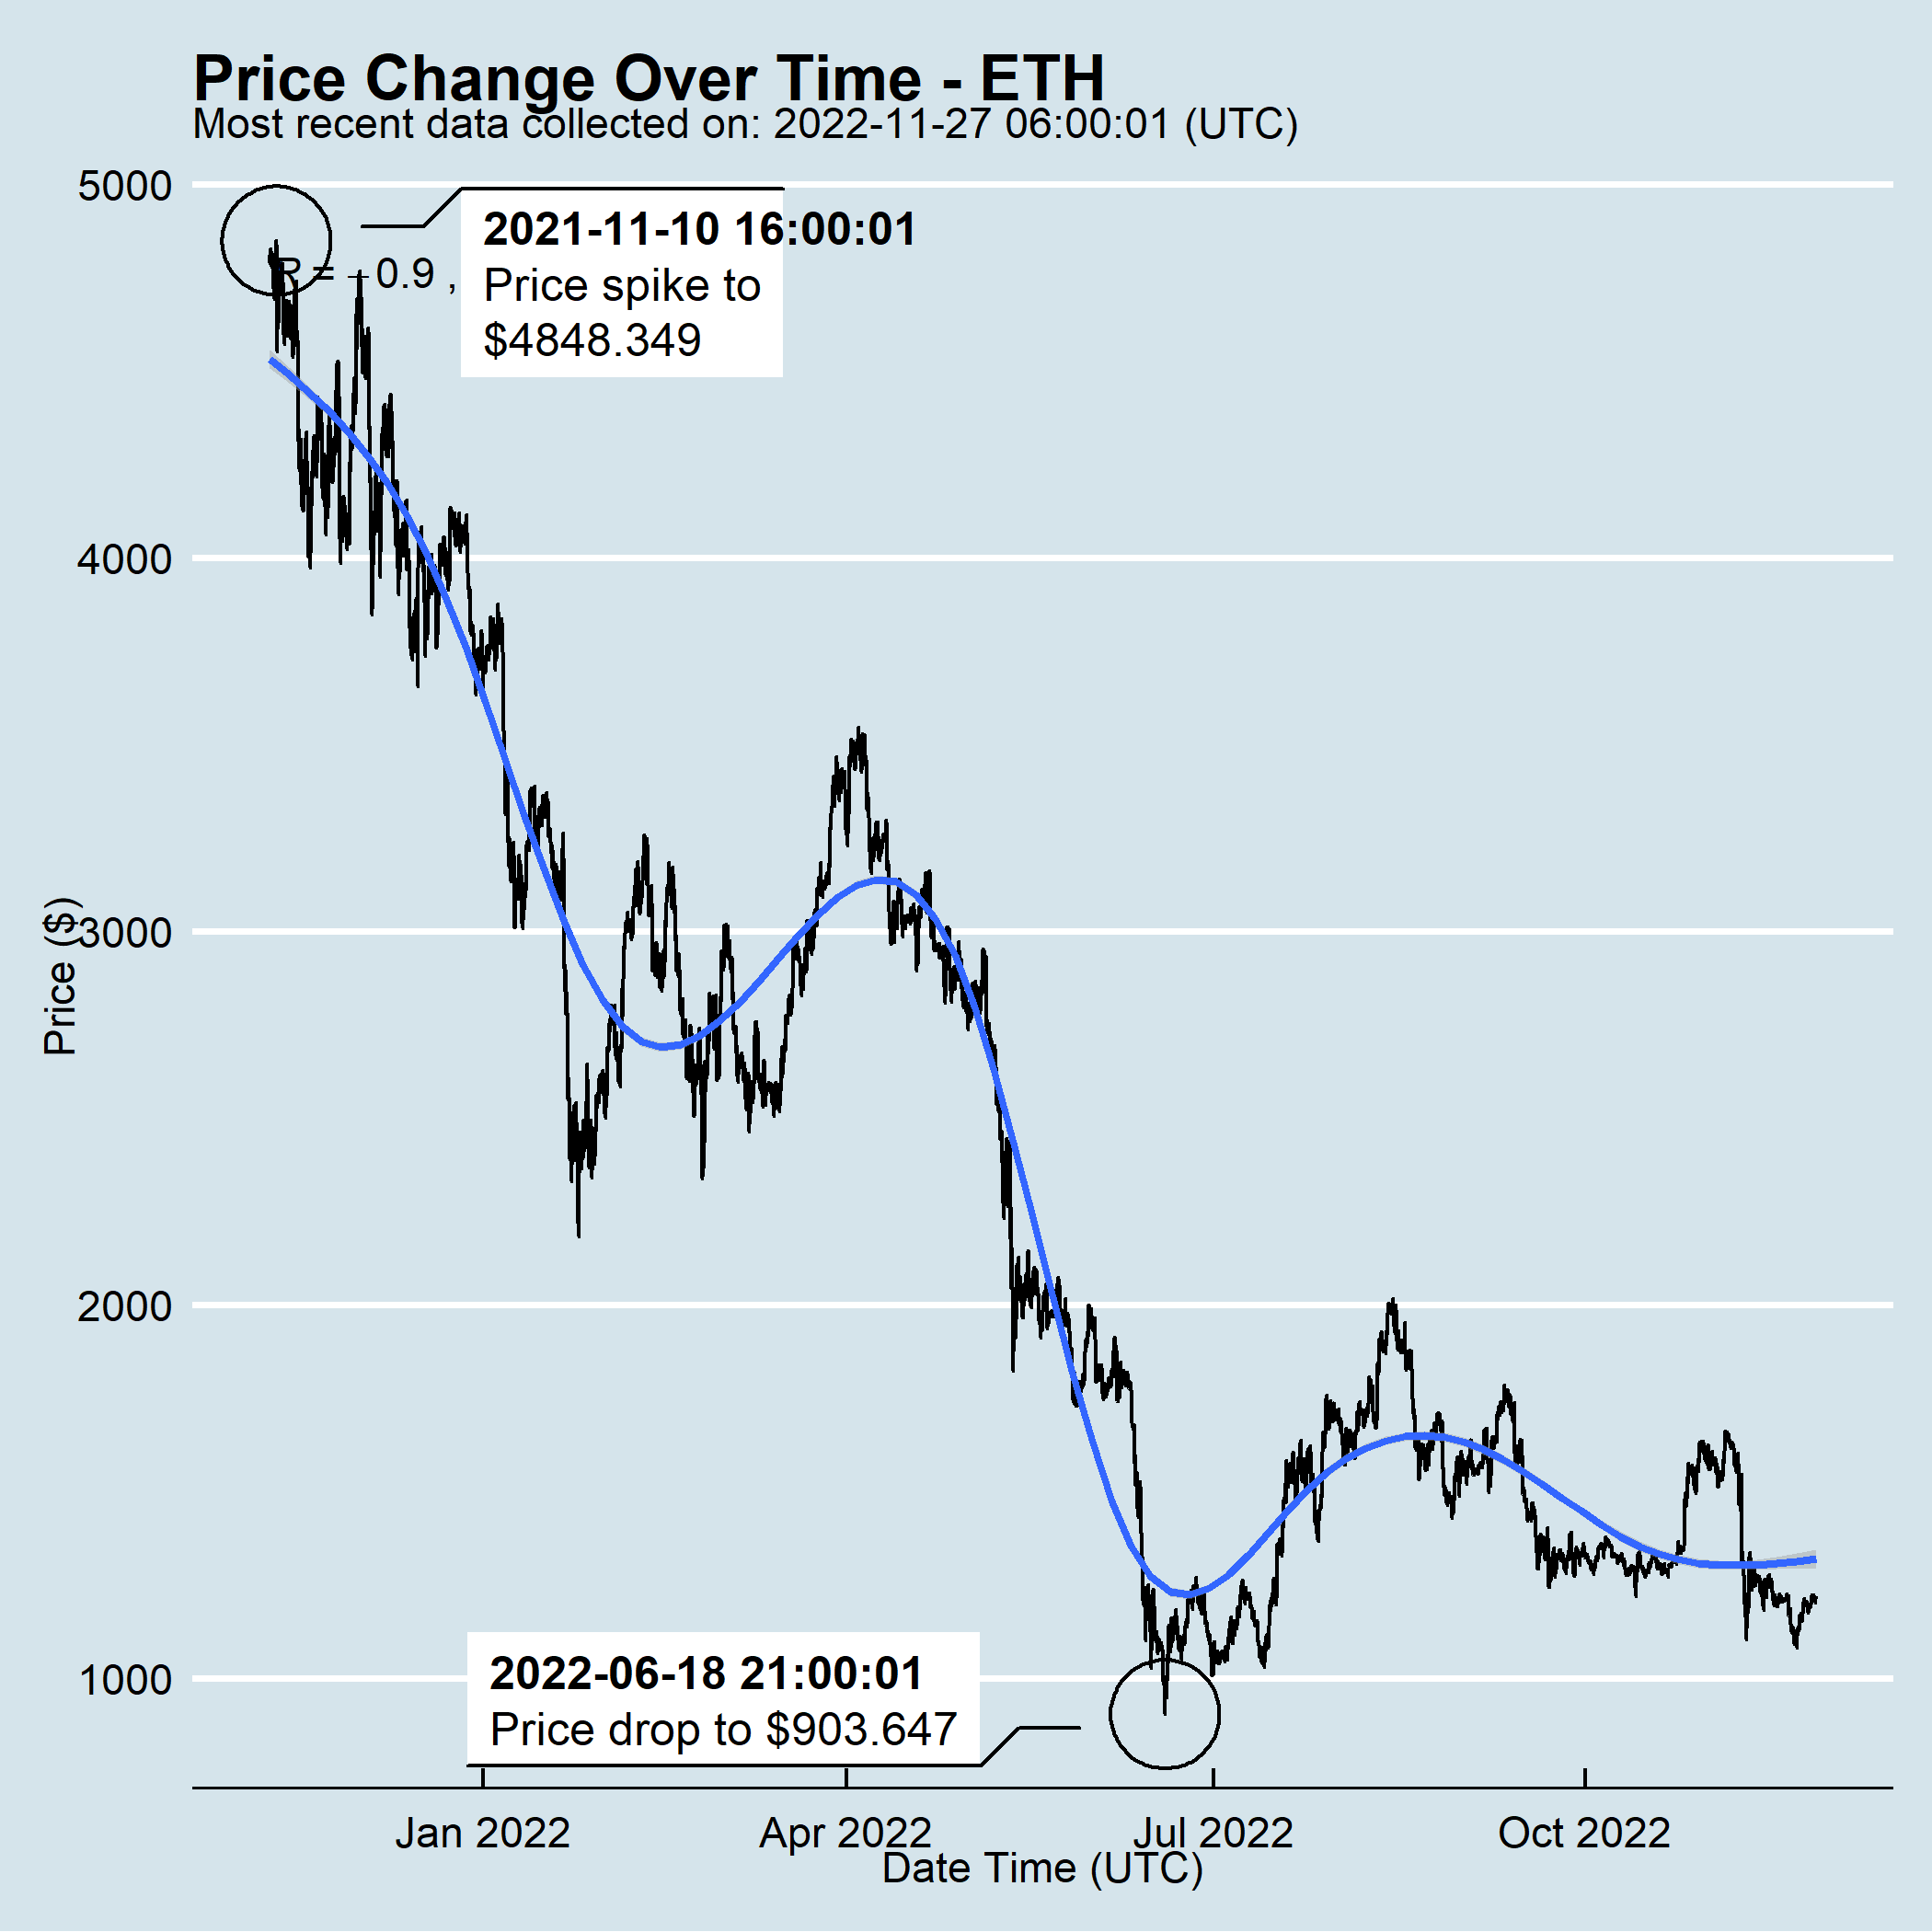 Price Change Over Time - ETH
Most recent data collected on: 2022-11-27 06:00:01 (UTC)
5000
2021-11-10 16:00:01
Price spike to
$4848.349
R = −0.9 ,
4000
Price ($)
3000
2000
1000
2022-06-18 21:00:01
Price drop to $903.647
Jan 2022
Apr 2022
Jul 2022
Oct 2022
Date Time (UTC)